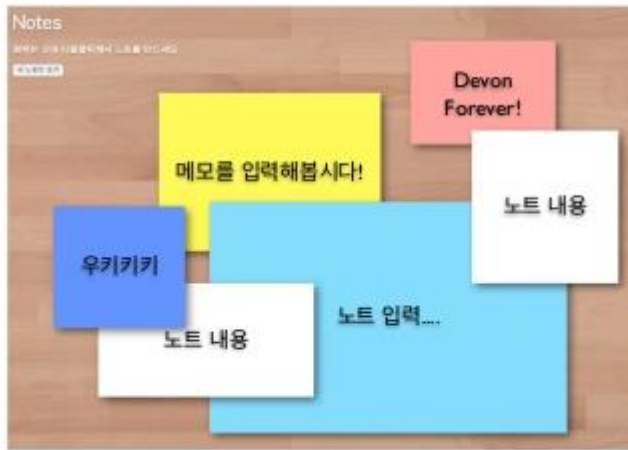 Notes
Devon
Forever!
메모를 입력해봅시다!
노트 내용
우키키키
노트 입력....
노트 내용